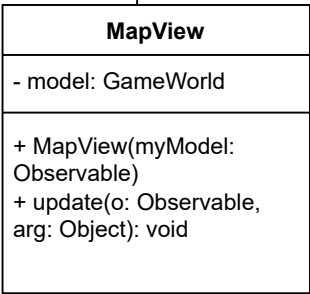 MapView
- model: GameWorld
+ MapView(myModel:
Observable)
+ update(o: Observable,
arg: Object): void